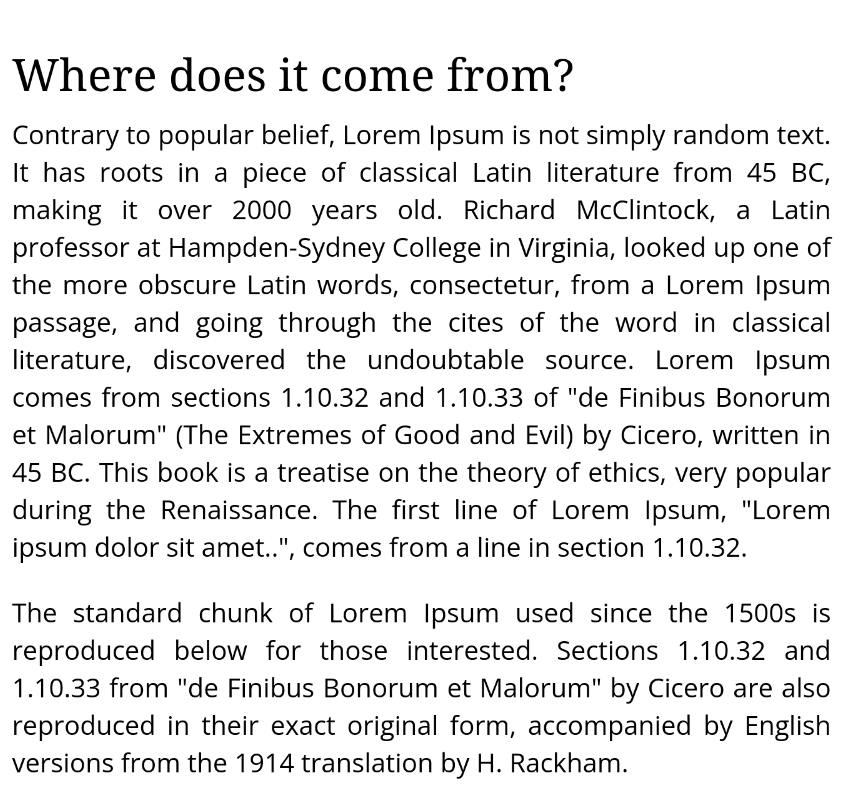 Where does it come from?
Contrary to popular belief, Lorem Ipsum is not simply random text.
It has roots in a piece of classical Latin literature from 45 BC,
making it over 2000 years old. Richard McClintock, a Latin
professor at Hampden-Sydney College in Virginia, looked up one of
the more obscure Latin words, consectetur, from a Lorem Ipsum
passage, and going through the cites of the word in classical
literature, discovered the undoubtable source. Lorem Ipsum
comes from sections 1.10.32 and 1.10.33 of "de Finibus Bonorum
et Malorum" (The Extremes of Good and Evil) by Cicero, written in
45 BC. This book is a treatise on the theory of ethics, very popular
during the Renaissance. The first line of Lorem Ipsum, "Lorem
ipsum dolor sit amet..", comes from a line in section 1.10.32.
The standard chunk of Lorem Ipsum used since the 1500s is
reproduced below for those interested. Sections 1.10.32 and
1.10.33 from "de Finibus Bonorum et Malorum" by Cicero are also
reproduced in their exact original form, accompanied by English
versions from the 1914 translation by H. Rackham.